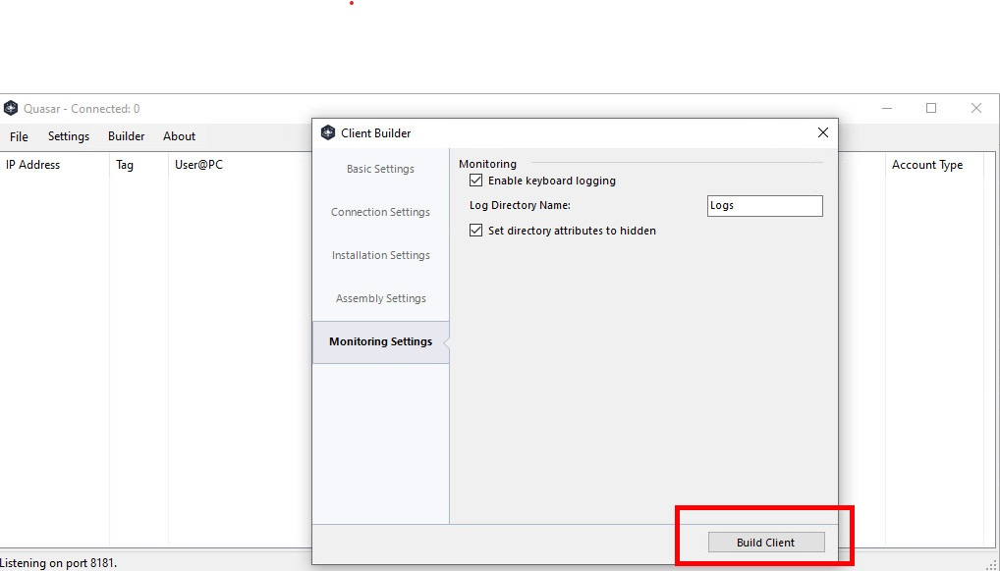 Quasar - Connected: 0
File Settings Builder About
IP Address Tag User@PC Account Type
Client Builder
Basic Settings
Connection Settings
Installation Settings
Assembly Settings
Monitoring Settings
Monitoring
Enable keyboard logging
Log Directory Name: Logs
Set directory attributes to hidden
Build Client
Listening on port 8181.